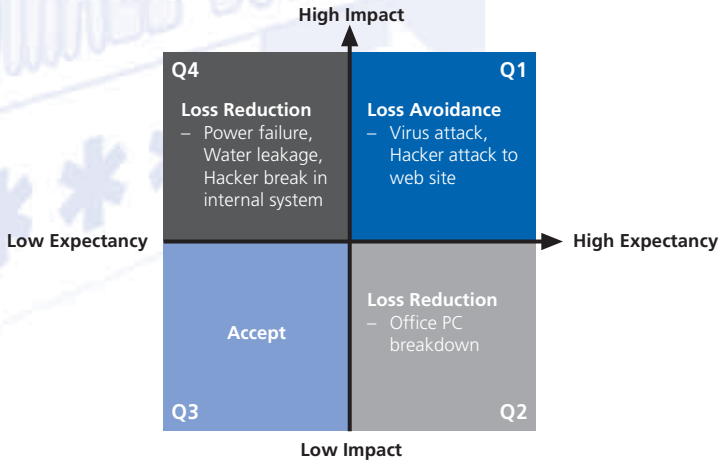 High Impact
Q4
Loss Reduction
– Power failure,
Water leakage,
Hacker break in
internal system
Q1
Loss Avoidance
– Virus attack,
Hacker attack to
web site
Low Expectancy
High Expectancy
Accept
Q3
Loss Reduction
– Office PC
breakdown
Q2
Low Impact